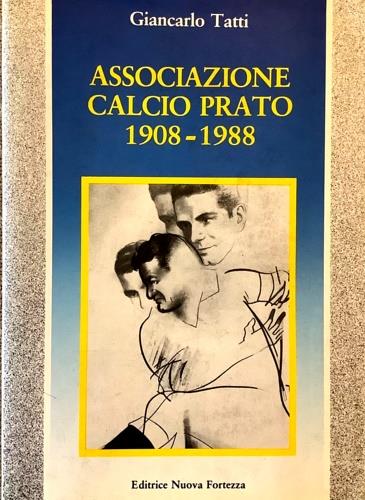 Giancarlo Tatti
ASSOCIAZIONE
CALCIO PRATO
1908-1988
Editrice Nuova Fortezza